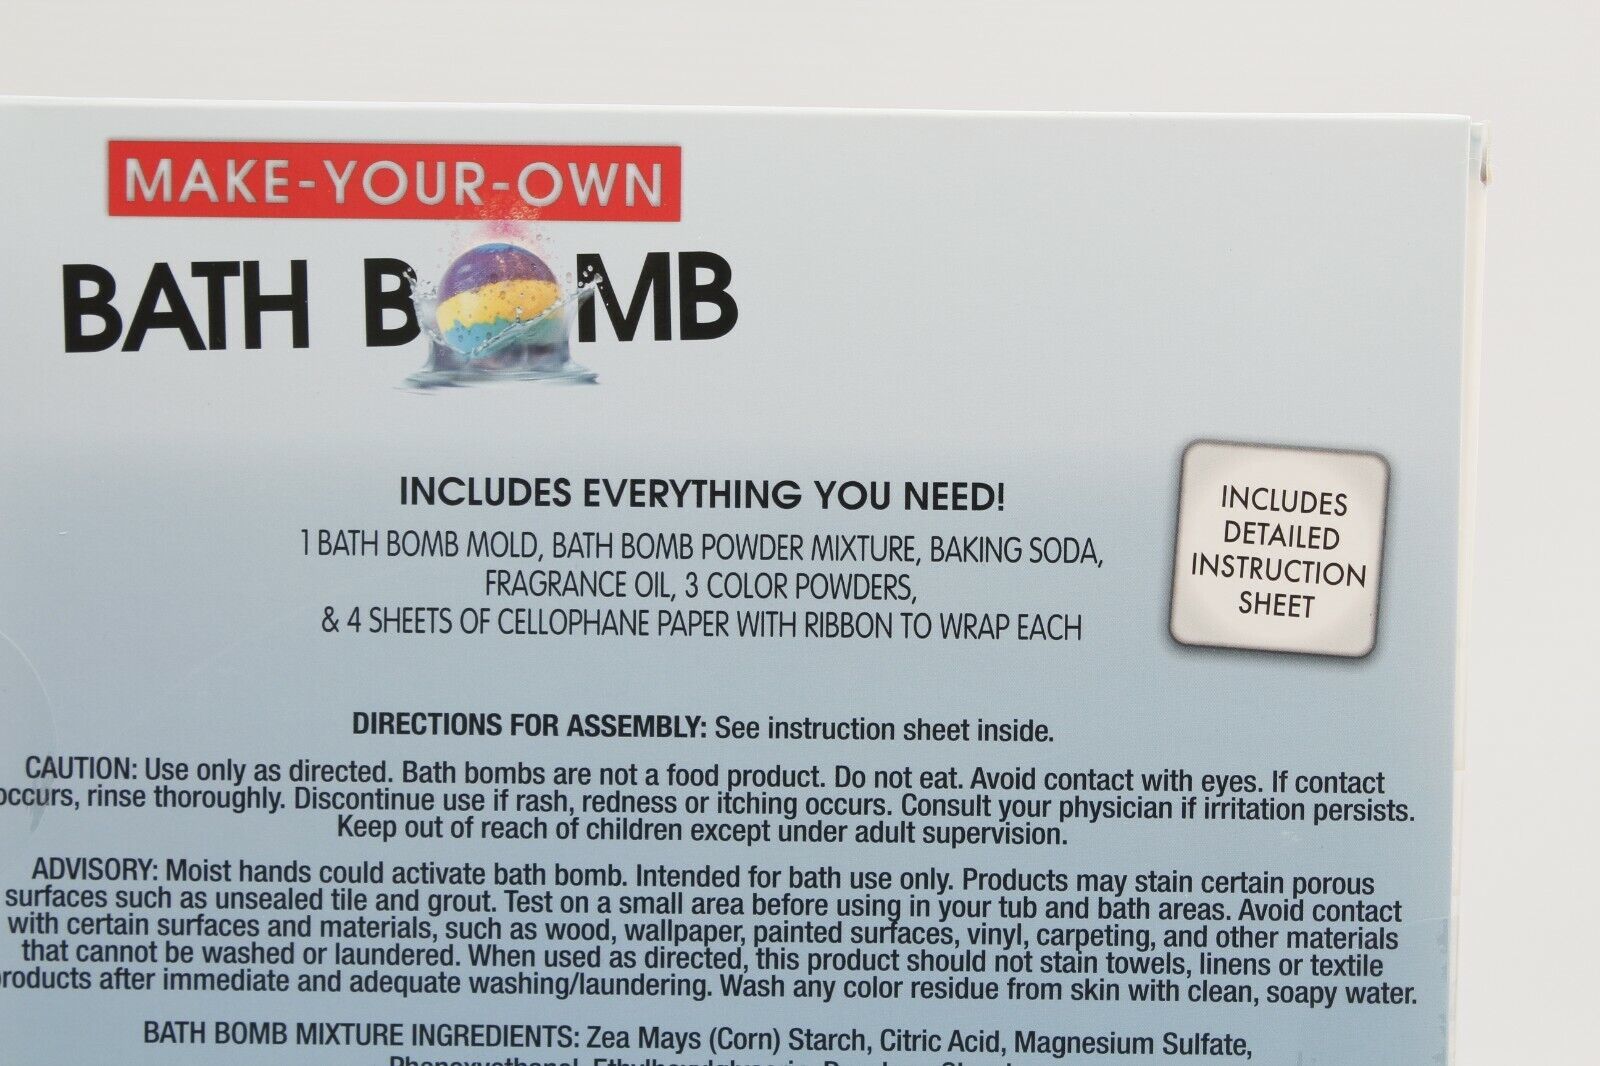 MAKE-YOUR-OWN
BATH BOMB
INCLUDES EVERYTHING YOU NEED!
1 BATH BOMB MOLD, BATH BOMB POWDER MIXTURE, BAKING SODA,
FRAGRANCE OIL, 3 COLOR POWDERS,
& 4 SHEETS OF CELLOPHANE PAPER WITH RIBBON TO WRAP EACH
INCLUDES
DETAILED
INSTRUCTION
SHEET
DIRECTIONS FOR ASSEMBLY: See instruction sheet inside.
CAUTION: Use only as directed. Bath bombs are not a food product. Do not eat. Avoid contact with eyes. If contact
occurs, rinse thoroughly. Discontinue use if rash, redness or itching occurs. Consult your physician if irritation persists.
Keep out of reach of children except under adult supervision.
ADVISORY: Moist hands could activate bath bomb. Intended for bath use only. Products may stain certain porous
surfaces such as unsealed tile and grout. Test on a small area before using in your tub and bath areas. Avoid contact
with certain surfaces and materials, such as wood, wallpaper, painted surfaces, vinyl, carpeting, and other materials
that cannot be washed or laundered. When used as directed, this product should not stain towels, linens or textile
products after immediate and adequate washing/laundering. Wash any color residue from skin with clean, soapy water.
BATH BOMB MIXTURE INGREDIENTS: Zea Mays (Corn) Starch, Citric Acid, Magnesium Sulfate,
Phenoxyethanol, Ethylhexylglycerin,